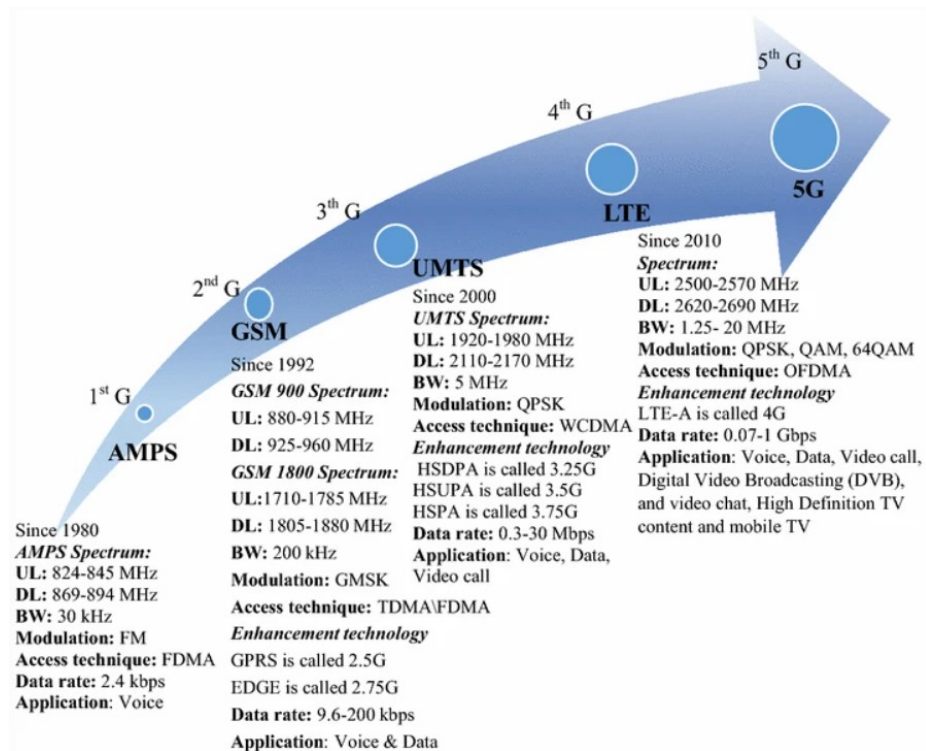 1st G
AMPS
Since 1980
AMPS Spectrum:
UL: 824-845 MHz
DL: 869-894 MHz
BW: 30 kHz
Modulation: FM
Access technique: FDMA
Data rate: 2.4 kbps
Application: Voice
2nd G
GSM
Since 1992
GSM 900 Spectrum:
UL: 880-915 MHz
DL: 925-960 MHz
GSM 1800 Spectrum:
UL:1710-1785 MHz
DL: 1805-1880 MHz
BW: 200 kHz
Modulation: GMSK
Access technique: TDMA\FDMA
Enhancement technology
GPRS is called 2.5G
EDGE is called 2.75G
Data rate: 9.6-200 kbps
Application: Voice & Data
3th G
UMTS
Since 2000
UMTS Spectrum:
UL: 1920-1980 MHz
DL: 2110-2170 MHz
BW: 5 MHz
Modulation: QPSK
Access technique: WCDMA
Enhancement technology
HSDPA is called 3.25G
HSUPA is called 3.5G
HSPA is called 3.75G
Data rate: 0.3-30 Mbps
Application: Voice, Data,
Video call
4th G
LTE
Since 2010
Spectrum:
UL: 2500-2570 MHz
DL: 2620-2690 MHz
BW: 1.25- 20 MHz
Modulation: QPSK, QAM, 64QAM
Access technique: OFDMA
Enhancement technology
LTE-A is called 4G
Data rate: 0.07-1 Gbps
Application: Voice, Data, Video call,
Digital Video Broadcasting (DVB),
and video chat, High Definition TV
content and mobile TV
5th G
5G